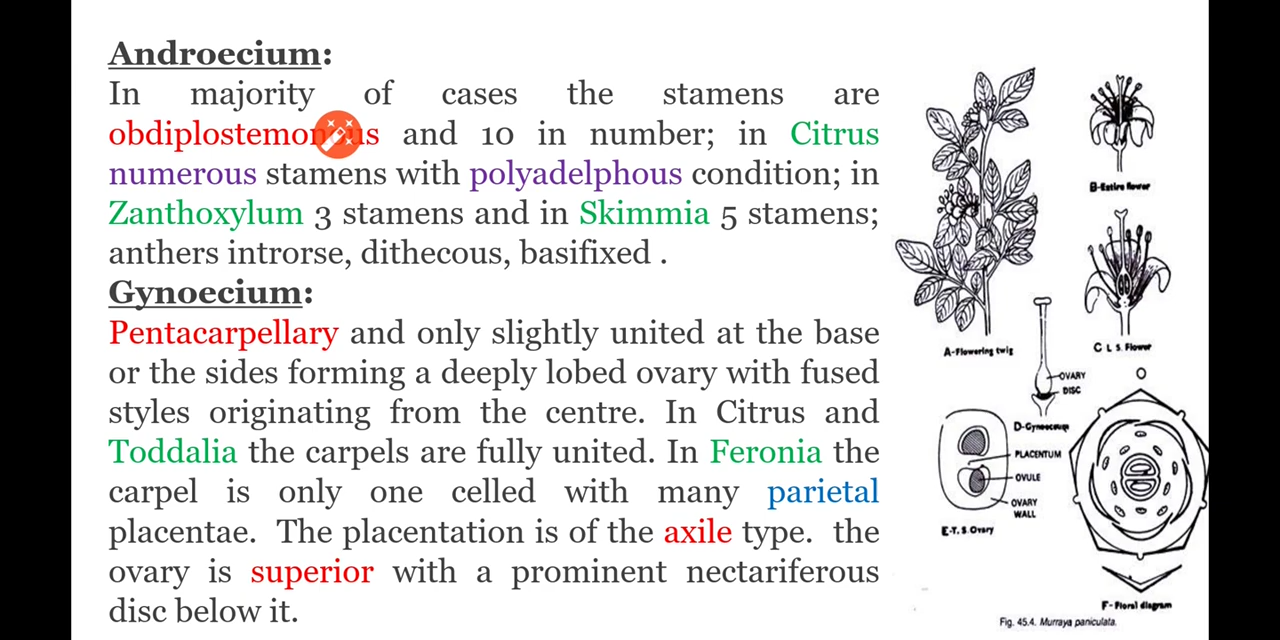 Androecium:
In majority of cases the stamens are
obdiplostemonous and 10 in number; in Citrus
numerous stamens with polyadelphous condition; in
Zanthoxylum 3 stamens and in Skimmia 5 stamens;
anthers introrse, dithecous, basifixed .
Gynoecium:
Pentacarpellary and only slightly united at the base
or the sides forming a deeply lobed ovary with fused
styles originating from the centre. In Citrus and
Toddalia the carpels are fully united. In Feronia the
carpel is only one celled with many parietal
placentae. The placentation is of the axile type. the
ovary is superior with a prominent nectariferous
disc below it.
A-Flowering twig
B-Entire flower
C L S. Flower
OVARY
DISC
D-Gynoecium
PLACENTUM
OVULE
OVARY
WALL
E-T. S. Ovary
F-Floral diagram
Fig. 45.4. Murraya paniculata.